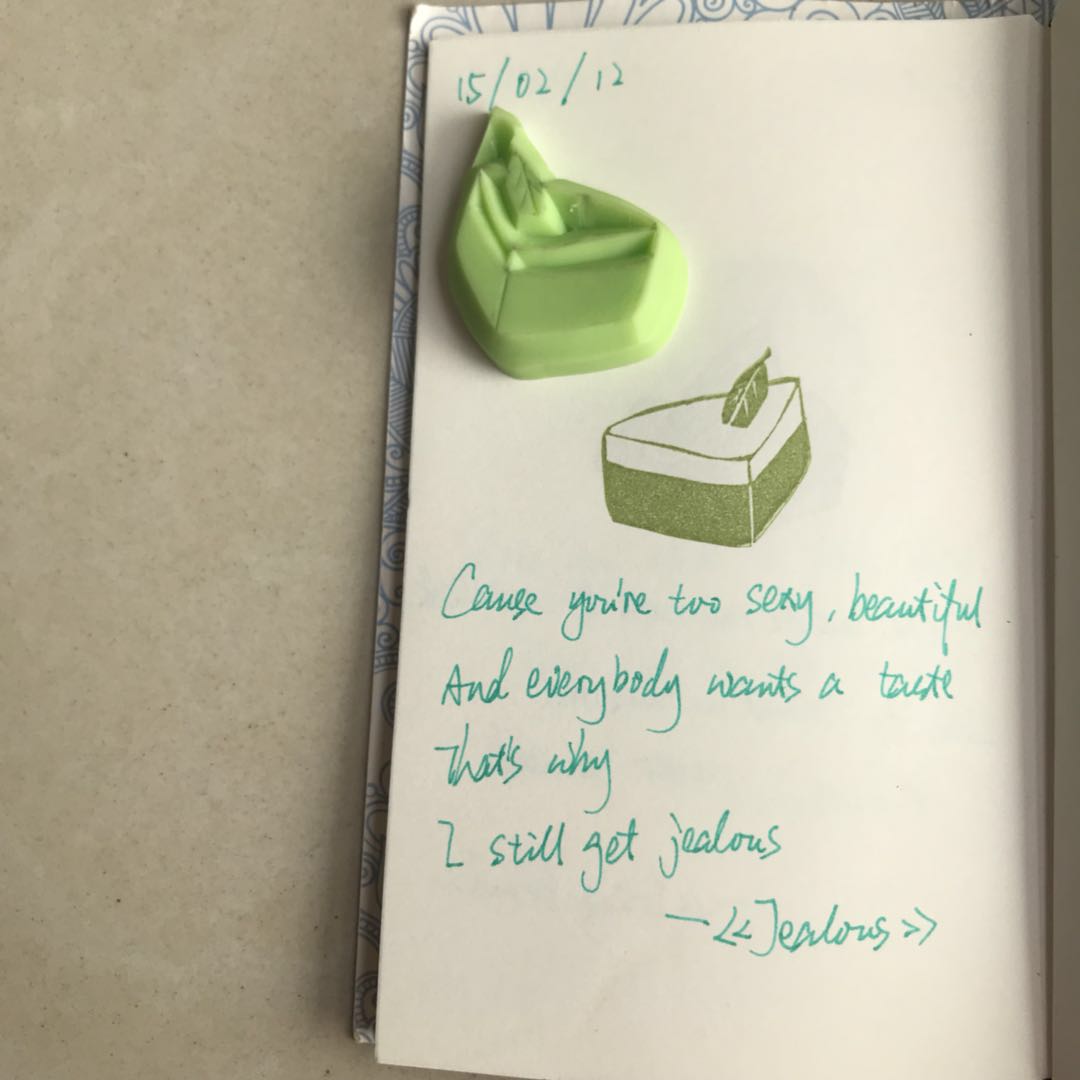 15/02/12
Cause you're too sexy, beautiful
And everybody wants a taste
That's why
I still get jealous
—《Jealous》